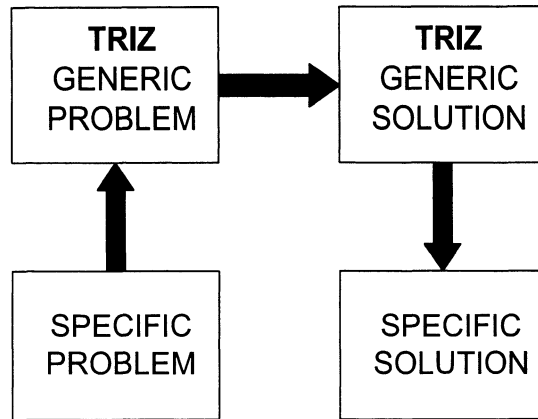 TRIZ
GENERIC
PROBLEM
TRIZ
GENERIC
SOLUTION
SPECIFIC
PROBLEM
SPECIFIC
SOLUTION